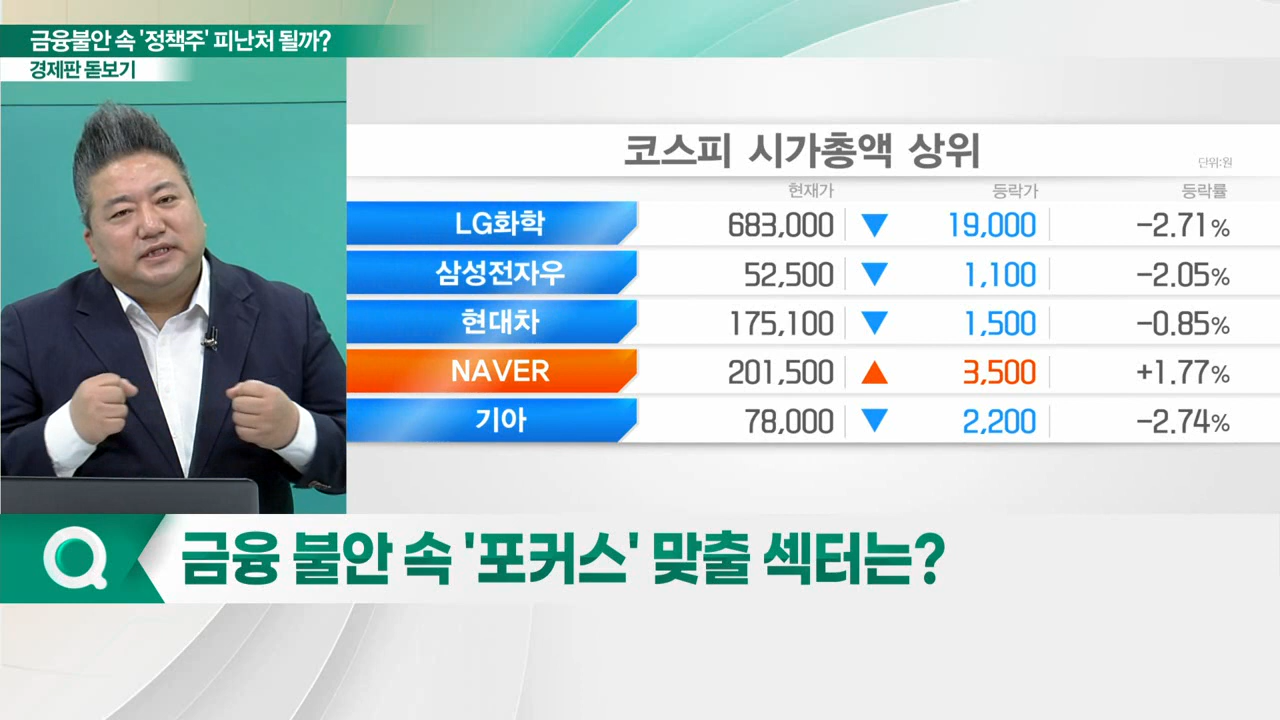 금융불안 속 '정책주' 피난처 될까?
경제판 돋보기
코스피 시가총액 상위
단위:원
현재가 등락가 등락률
LG화학 683,000 ▼ 19,000 -2.71%
삼성전자우 52,500 ▼ 1,100 -2.05%
현대차 175,100 ▼ 1,500 -0.85%
NAVER 201,500 ▲ 3,500 +1.77%
기아 78,000 ▼ 2,200 -2.74%
금융 불안 속 '포커스' 맞출 섹터는?